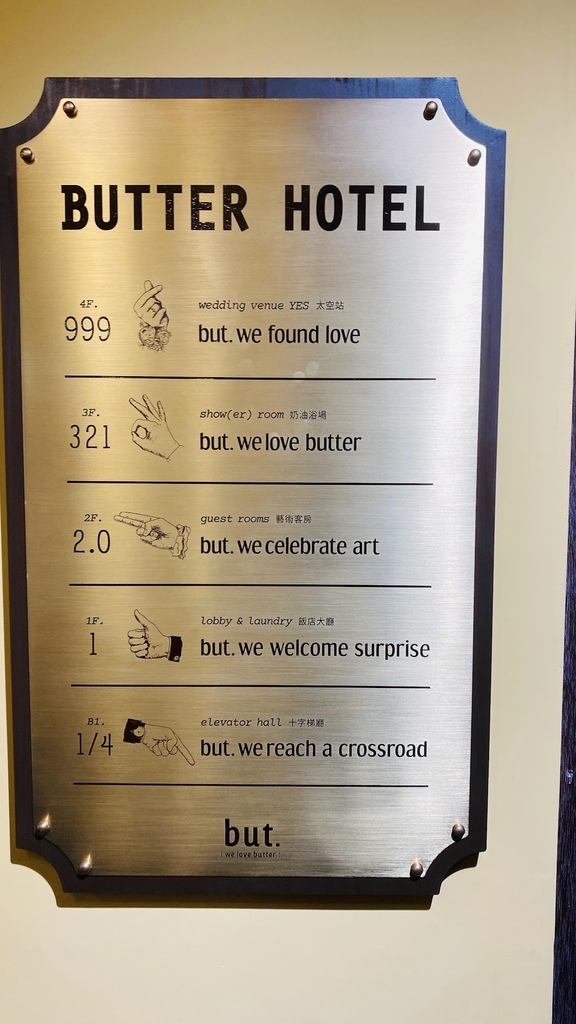 BUTTER HOTEL
4F.
999
wedding venue YES 太空站
but. we found love
3F.
321
show(er) room 奶油浴場
but. we love butter
2F.
2.0
guest rooms 藝術客房
but. we celebrate art
1F.
1
lobby & laundry 飯店大廳
but. we welcome surprise
B1.
1/4
elevator hall 十字梯廳
but. we reach a crossroad
but.
! we love butter !